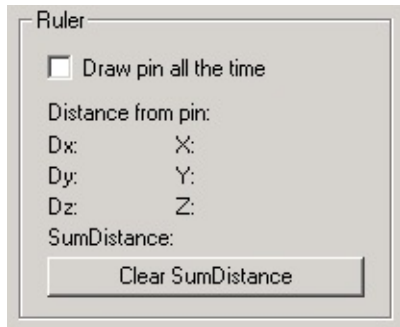 Ruler
Draw pin all the time
Distance from pin:
Dx: X:
Dy: Y:
Dz: Z:
SumDistance:
Clear SumDistance